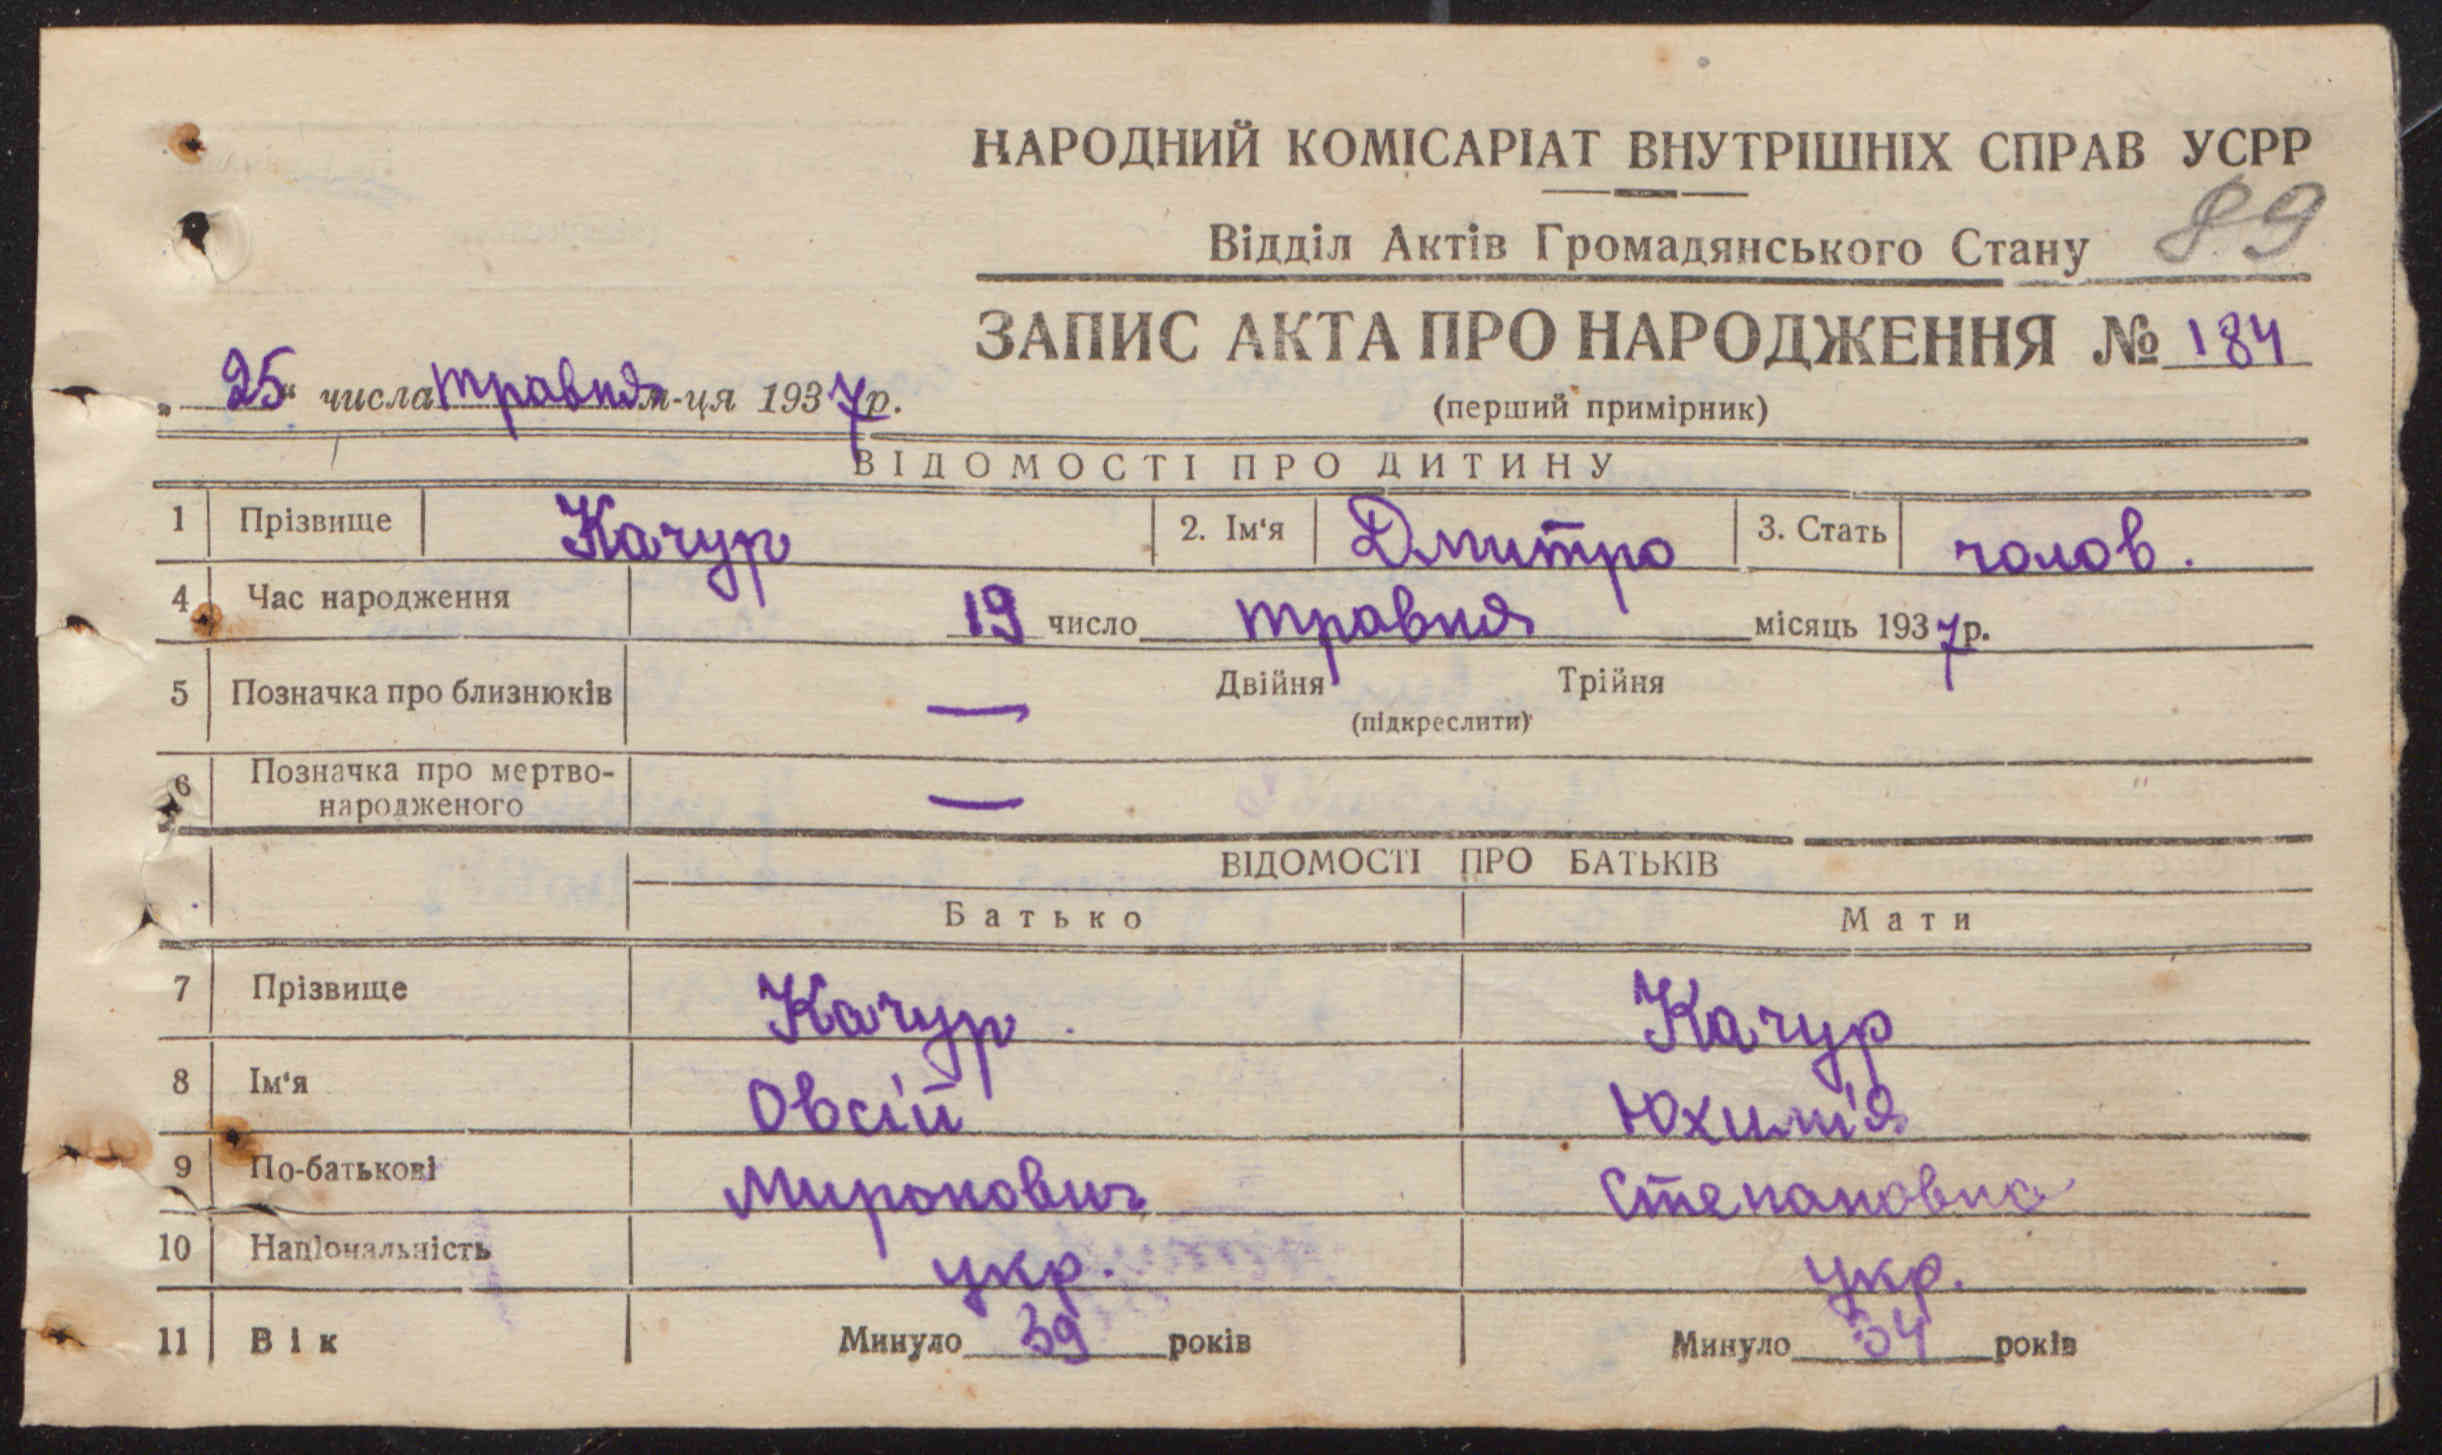 НАРОДНИЙ КОМІСАРІАТ ВНУТРІШНІХ СПРАВ УСРР
Відділ Актів Громадянського Стану 89
ЗАПИС АКТА ПРО НАРОДЖЕННЯ № 184
„25“ числа травня м-ця 1937 р.
(перший примірник)
ВІДОМОСТІ ПРО ДИТИНУ
1 Прізвище Качур 2. Ім'я Дмитро 3. Стать чолов.
4 Час народження 19 число травня місяць 1937 р.
5 Позначка про близнюків — Двійня Трійня
(підкреслити)
6 Позначка про мертво-
народженого —
ВІДОМОСТІ ПРО БАТЬКІВ
Батько Мати
7 Прізвище Качур Качур
8 Ім'я Овсій Юхимія
9 По-батькові Миронович Степановна
10 Національність укр. укр.
11 Вік Минуло 39 років Минуло 34 років